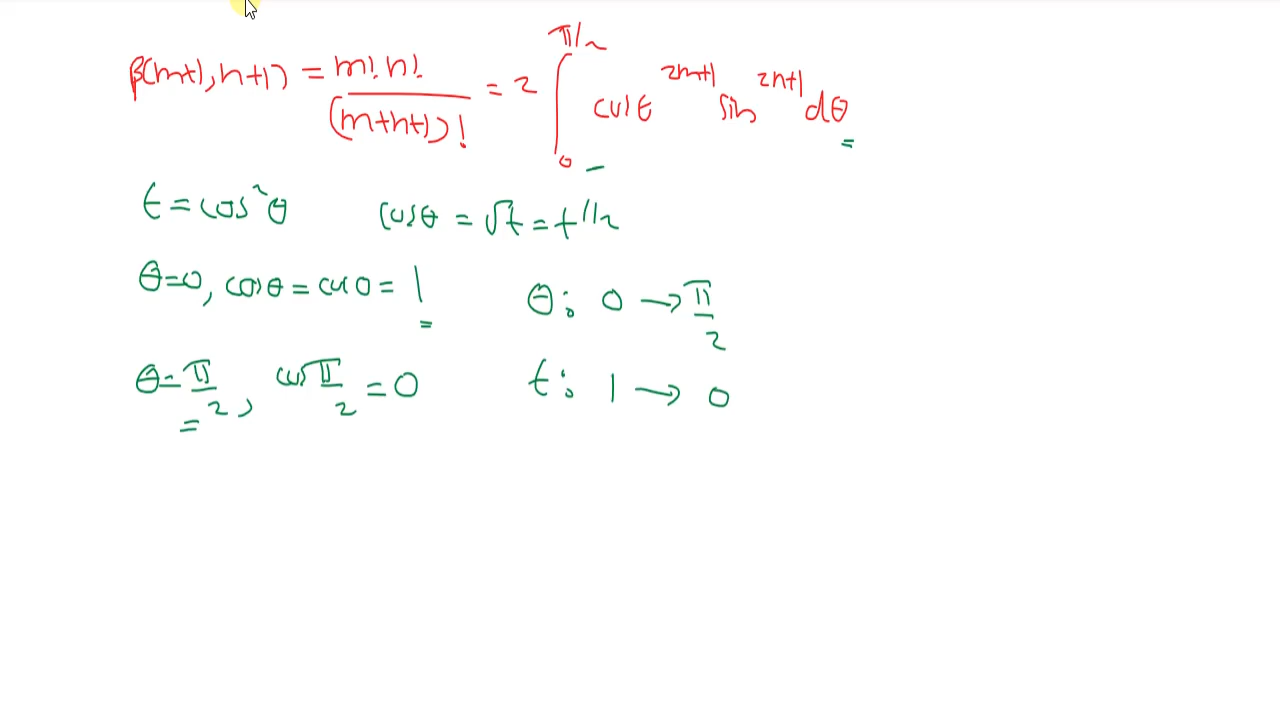 β(m+1, n+1) = m! n! / (m+n+1)! = 2 ∫₀^{π/2} cosθ^{2m+1} sin^{2n+1} dθ
t = cos²θ cosθ = √t = t^{1/2}
θ=0, cosθ = cos 0 = 1 θ: 0 → π/2
θ = π/2, cos π/2 = 0 t: 1 → 0